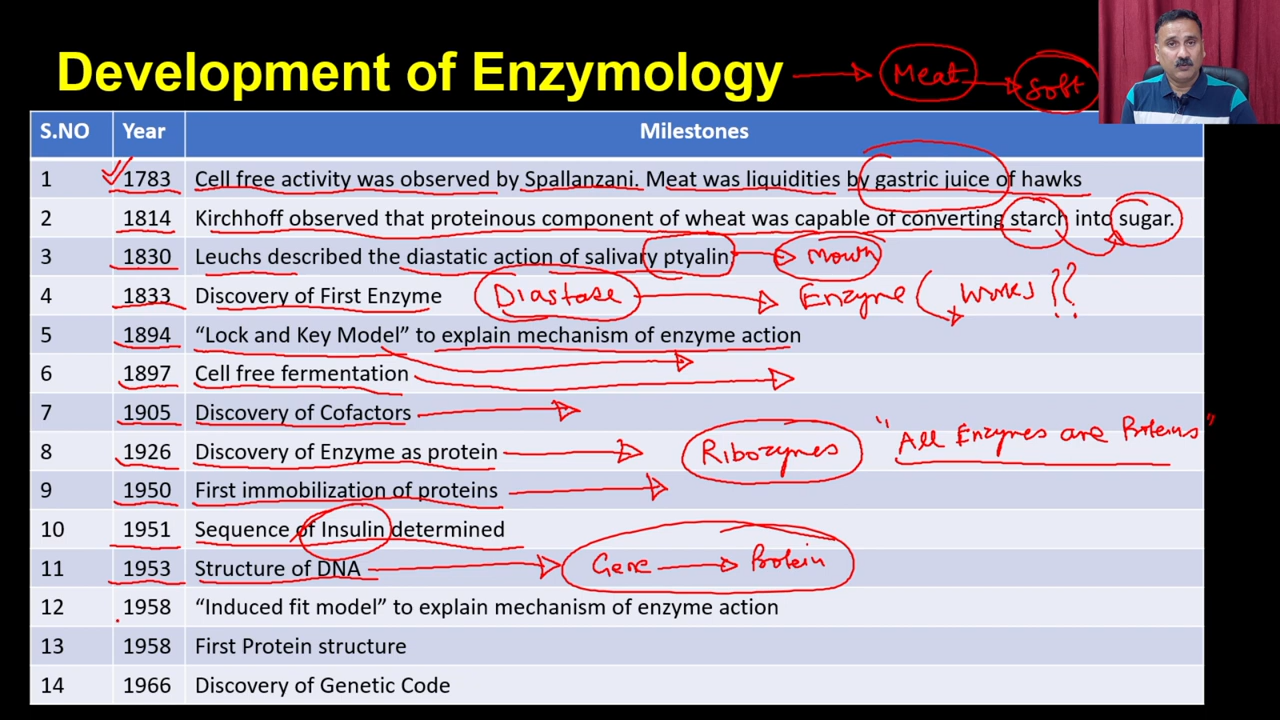 Development of Enzymology Meat Soft
S.NO Year Milestones
1 1783 Cell free activity was observed by Spallanzani. Meat was liquidities by gastric juice of hawks
2 1814 Kirchhoff observed that proteinous component of wheat was capable of converting starch into sugar.
3 1830 Leuchs described the diastatic action of salivary ptyalin Mouth
4 1833 Discovery of First Enzyme Diastase Enzyme ( Works ??
5 1894 “Lock and Key Model” to explain mechanism of enzyme action
6 1897 Cell free fermentation
7 1905 Discovery of Cofactors
"All Enzymes are Proteins"
8 1926 Discovery of Enzyme as protein Ribozymes
9 1950 First immobilization of proteins
10 1951 Sequence of Insulin determined
11 1953 Structure of DNA Gene Protein
12 1958 “Induced fit model” to explain mechanism of enzyme action
13 1958 First Protein structure
14 1966 Discovery of Genetic Code